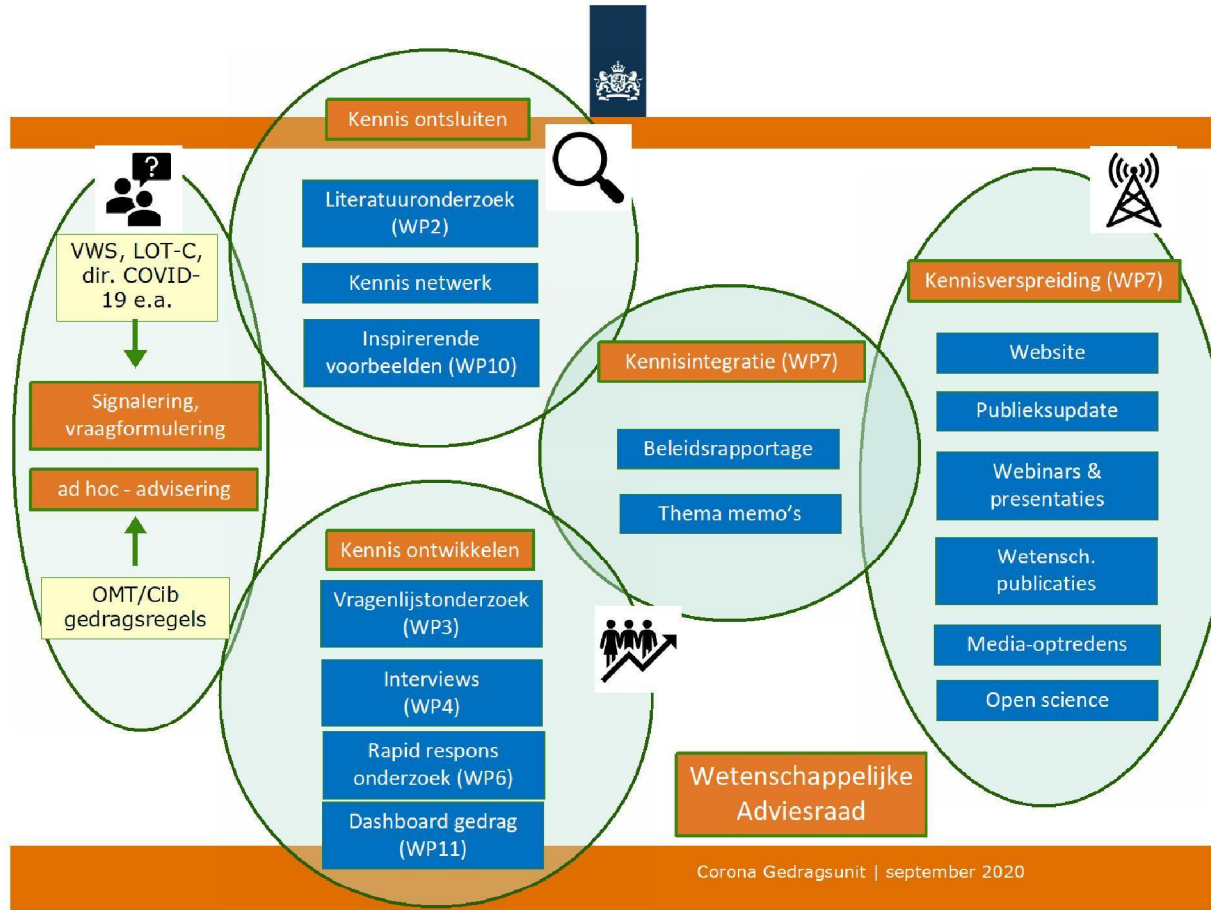 ?
VWS, LOT-C,
dir. COVID-
19 e.a.
Signalering,
vraagformulering
ad hoc - advisering
OMT/Cib
gedragsregels
Kennis ontsluiten
Literatuuronderzoek
(WP2)
Kennis netwerk
Inspirerende
voorbeelden (WP10)
Kennis ontwikkelen
Vragenlijstonderzoek
(WP3)
Interviews
(WP4)
Rapid respons
onderzoek (WP6)
Dashboard gedrag
(WP11)
Kennisintegratie (WP7)
Beleidsrapportage
Thema memo's
Kennisverspreiding (WP7)
Website
Publieksupdate
Webinars &
presentaties
Wetensch.
publicaties
Media-optredens
Open science
Wetenschappelijke
Adviesraad
Corona Gedragsunit | september 2020